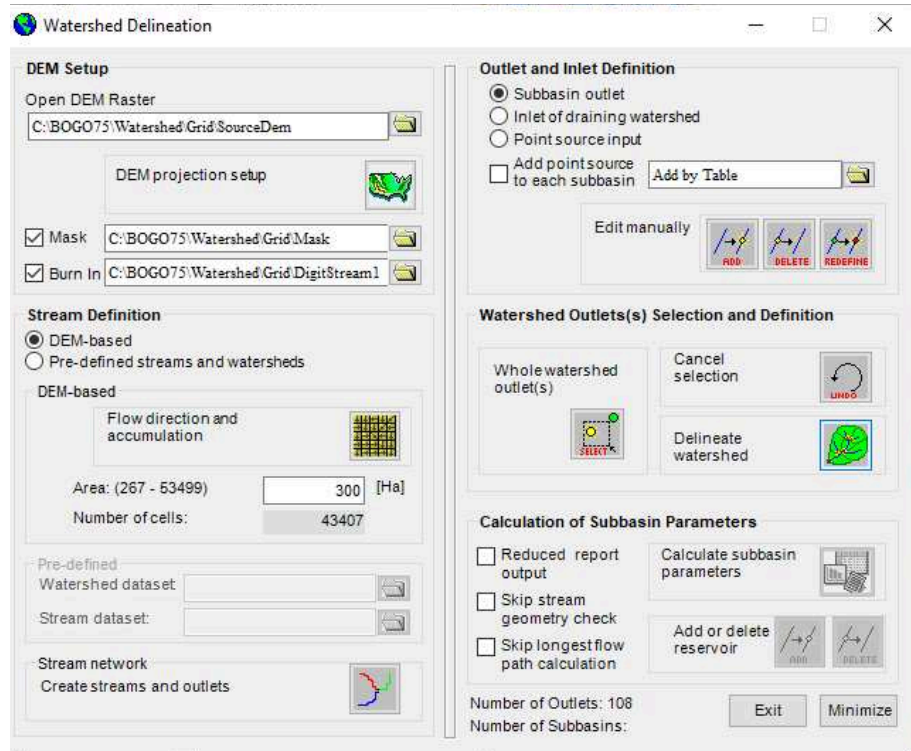 Watershed Delineation
DEM Setup
Open DEM Raster
C:\BOGO75\Watershed\Grid\SourceDem
DEM projection setup
Mask
C:\BOGO75\Watershed\Grid\Mask
Burn In
C:\BOGO75\Watershed\Grid\DigitStream1
Stream Definition
DEM-based
Pre-defined streams and watersheds
DEM-based
Flow direction and
accumulation
Area: (267 - 53499)
300
[Ha]
Number of cells:
43407
Pre-defined
Watershed dataset
Stream dataset:
Stream network
Create streams and outlets
Outlet and Inlet Definition
Subbasin outlet
Inlet of draining watershed
Point source input
Add point source
to each subbasin
Add by Table
Edit manually
ADD
DELETE
REDEFINE
Watershed Outlets(s) Selection and Definition
Whole watershed
outlet(s)
SELECT
Cancel
selection
UNDO
Delineate
watershed
Calculation of Subbasin Parameters
Reduced report
output
Skip stream
geometry check
Skip longest flow
path calculation
Calculate subbasin
parameters
Add or delete
reservoir
ADD
DELETE
Number of Outlets: 108
Number of Subbasins:
Exit
Minimize